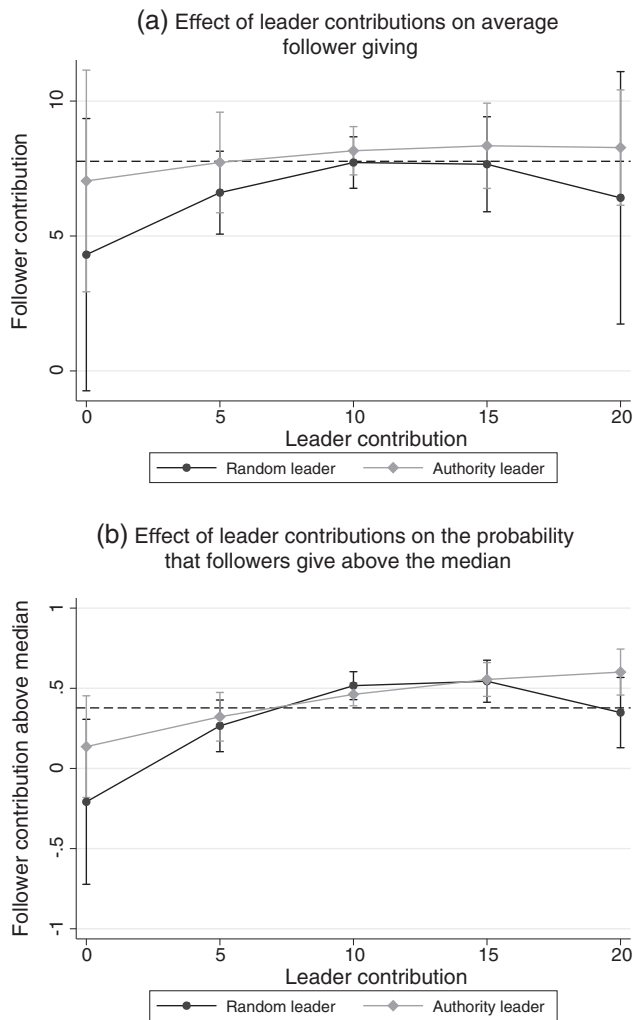 (a) Effect of leader contributions on average
follower giving
Follower contribution
10
5
0
0 5 10 15 20
Leader contribution
Random leader Authority leader
(b) Effect of leader contributions on the probability
that followers give above the median
Follower contribution above median
1
.5
0
-.5
-1
0 5 10 15 20
Leader contribution
Random leader Authority leader